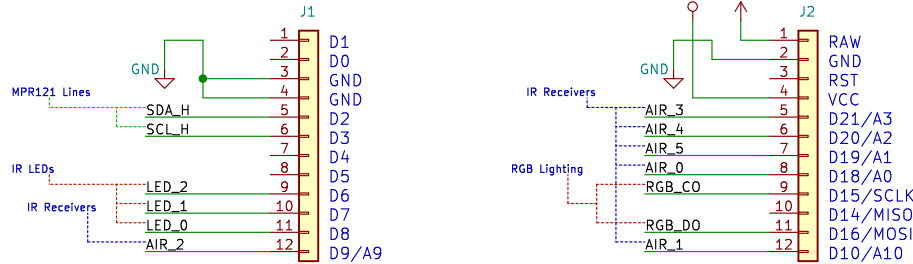 J1
1 D1
2 D0
GND
3 GND
4 GND
MPR121 Lines
SDA_H 5 D2
SCL_H 6 D3
7 D4
IR LEDs
8 D5
LED_2 9 D6
IR Receivers
LED_1 10 D7
LED_0 11 D8
AIR_2 12 D9/A9
J2
1 RAW
2 GND
GND
3 RST
4 VCC
IR Receivers
AIR_3 5 D21/A3
AIR_4 6 D20/A2
AIR_5 7 D19/A1
RGB Lighting
AIR_0 8 D18/A0
RGB_CO 9 D15/SCLK
10 D14/MISO
RGB_DO 11 D16/MOSI
AIR_1 12 D10/A10